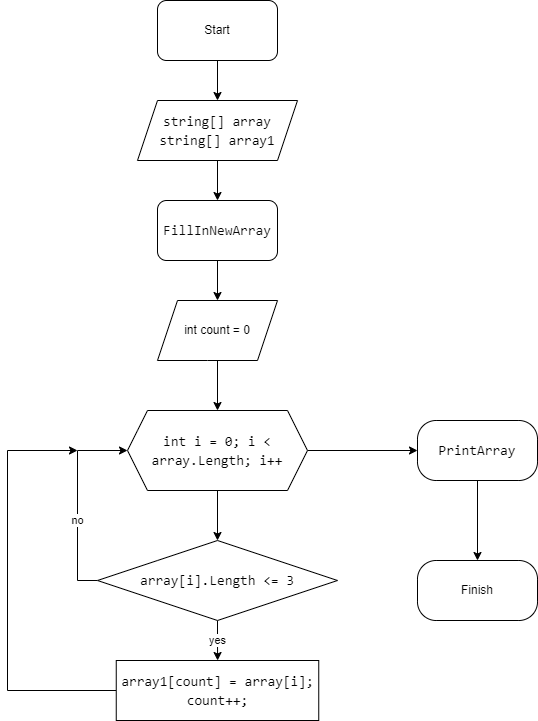 Start
string[] array
string[] array1
FillInNewArray
int count = 0
int i = 0; i <
array.Length; i++
PrintArray
no
array[i].Length <= 3
Finish
yes
array1[count] = array[i];
count++;